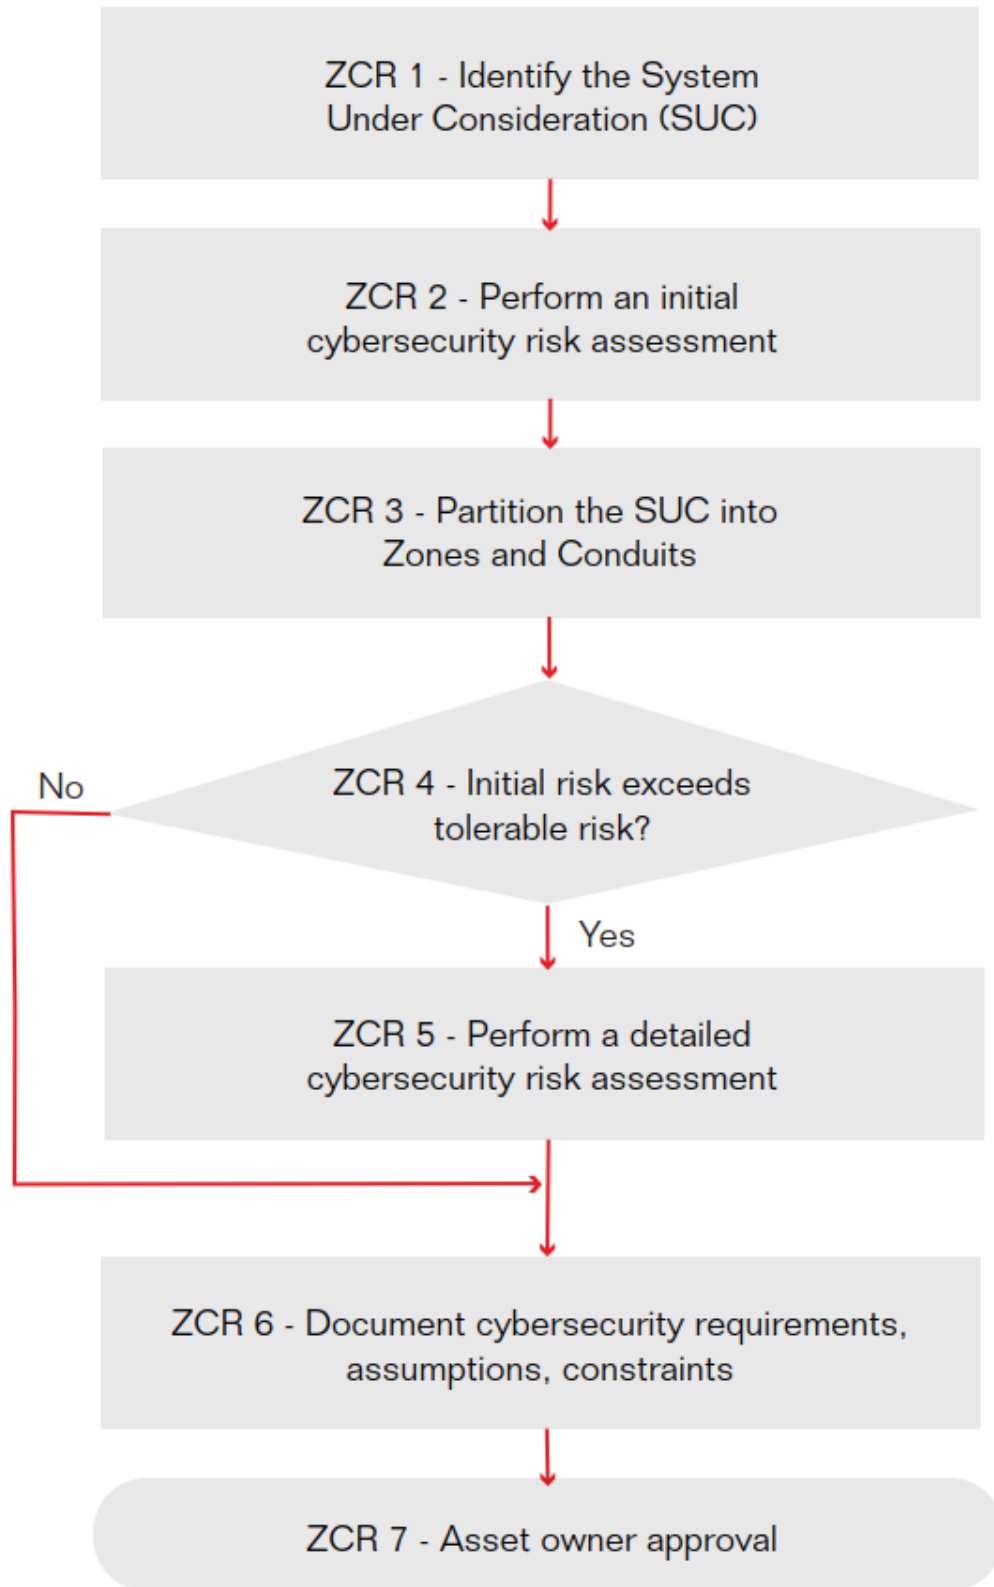 ZCR 1 - Identify the System
Under Consideration (SUC)
ZCR 2 - Perform an initial
cybersecurity risk assessment
ZCR 3 - Partition the SUC into
Zones and Conduits
No
ZCR 4 - Initial risk exceeds
tolerable risk?
Yes
ZCR 5 - Perform a detailed
cybersecurity risk assessment
ZCR 6 - Document cybersecurity requirements,
assumptions, constraints
ZCR 7 - Asset owner approval